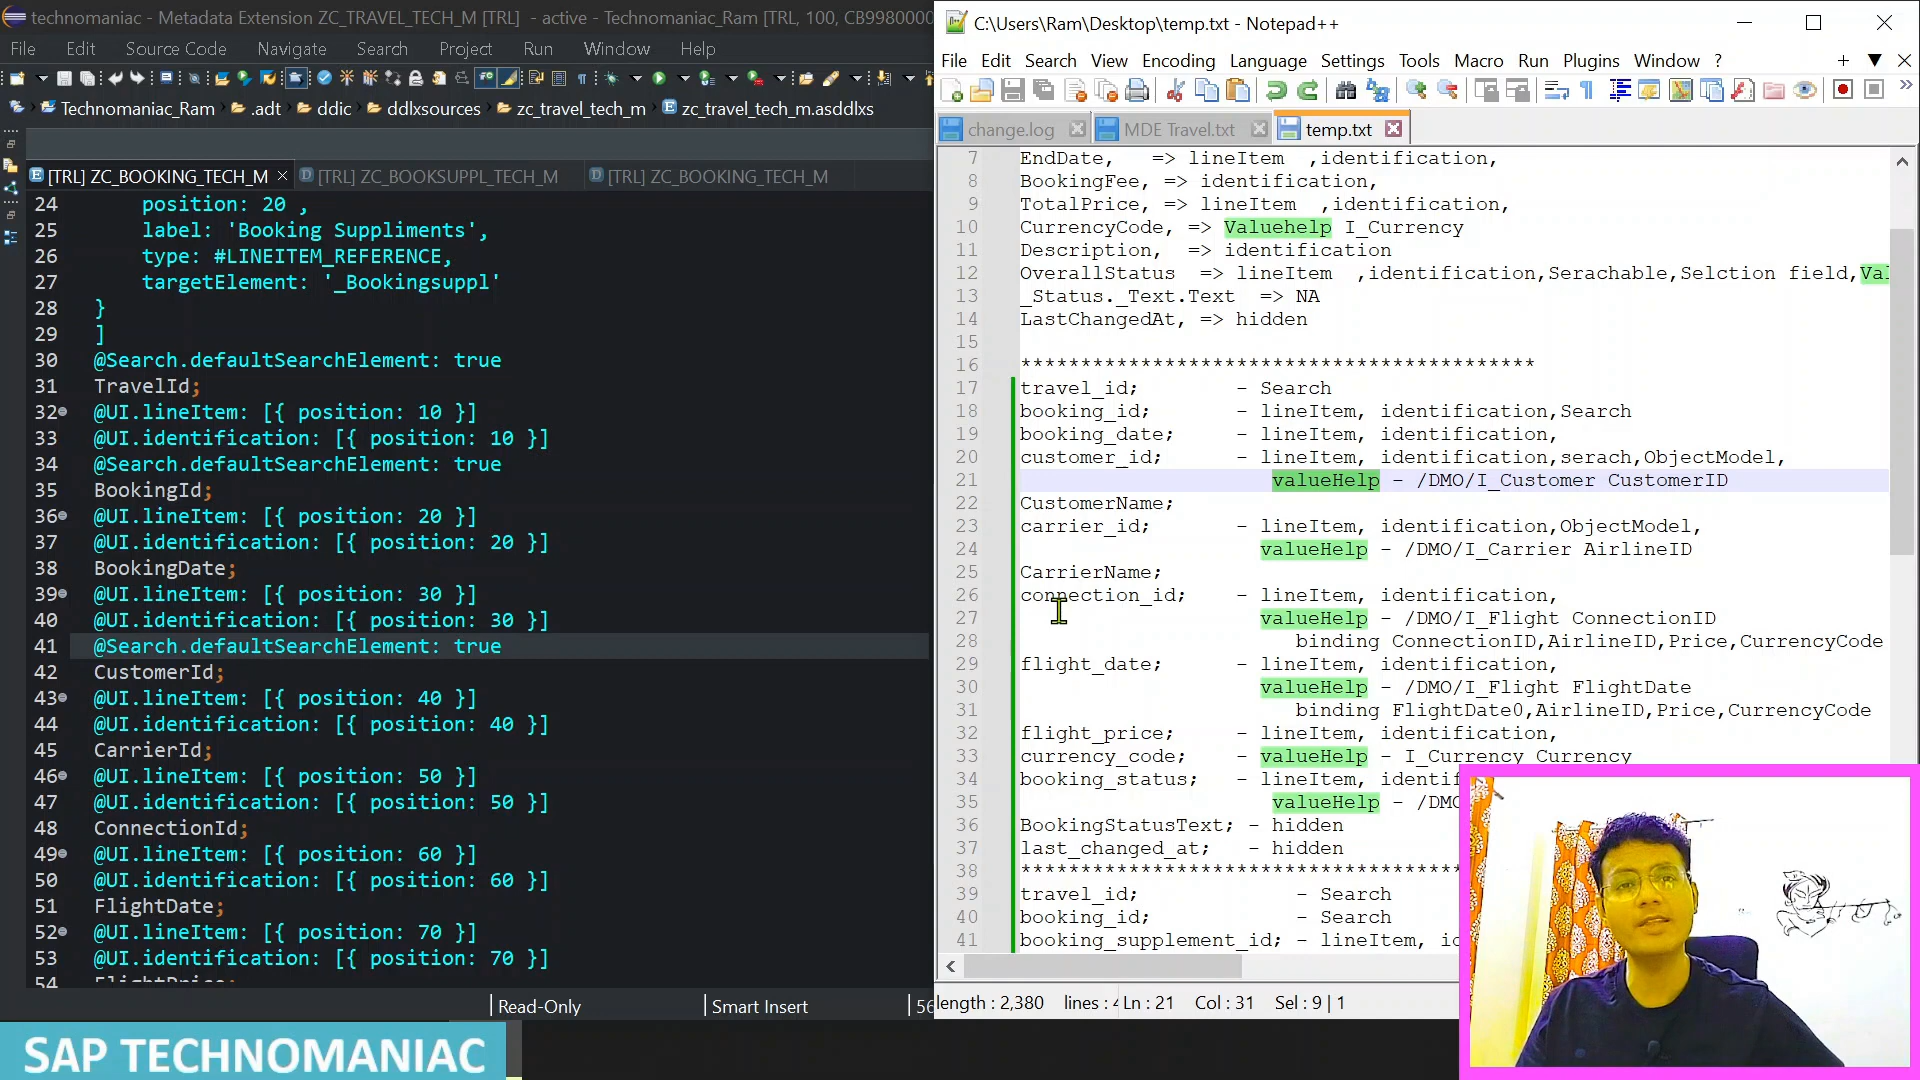 technomaniac - Metadata Extension ZC_TRAVEL_TECH_M [TRL] - active - Technomaniac_Ram [TRL, 100, CB9980000
File Edit Source Code Navigate Search Project Run Window Help
Technomaniac_Ram .adt ddic ddlxsources zc_travel_tech_m zc_travel_tech_m.asddlxs
[TRL] ZC_BOOKING_TECH_M [TRL] ZC_BOOKSUPPL_TECH_M [TRL] ZC_BOOKING_TECH_M
24 position: 20 ,
25 label: 'Booking Suppliments',
26 type: #LINEITEM_REFERENCE,
27 targetElement: '_Bookingsuppl'
28 }
29 ]
30 @Search.defaultSearchElement: true
31 TravelId;
32 @UI.lineItem: [{ position: 10 }]
33 @UI.identification: [{ position: 10 }]
34 @Search.defaultSearchElement: true
35 BookingId;
36 @UI.lineItem: [{ position: 20 }]
37 @UI.identification: [{ position: 20 }]
38 BookingDate;
39 @UI.lineItem: [{ position: 30 }]
40 @UI.identification: [{ position: 30 }]
41 @Search.defaultSearchElement: true
42 CustomerId;
43 @UI.lineItem: [{ position: 40 }]
44 @UI.identification: [{ position: 40 }]
45 CarrierId;
46 @UI.lineItem: [{ position: 50 }]
47 @UI.identification: [{ position: 50 }]
48 ConnectionId;
49 @UI.lineItem: [{ position: 60 }]
50 @UI.identification: [{ position: 60 }]
51 FlightDate;
52 @UI.lineItem: [{ position: 70 }]
53 @UI.identification: [{ position: 70 }]
54
Read-Only Smart Insert 56
SAP TECHNOMANIAC
C:\Users\Ram\Desktop\temp.txt - Notepad++
File Edit Search View Encoding Language Settings Tools Macro Run Plugins Window ?
change.log MDE Travel.txt temp.txt
7 EndDate, => lineItem ,identification,
8 BookingFee, => identification,
9 TotalPrice, => lineItem ,identification,
10 CurrencyCode, => Valuehelp I_Currency
11 Description, => identification
12 OverallStatus => lineItem ,identification,Serachable,Selction field,Val
13 _Status._Text.Text => NA
14 LastChangedAt, => hidden
15
16 *******************************************
17 travel_id; - Search
18 booking_id; - lineItem, identification,Search
19 booking_date; - lineItem, identification,
20 customer_id; - lineItem, identification,serach,ObjectModel,
21 valueHelp - /DMO/I_Customer CustomerID
22 CustomerName;
23 carrier_id; - lineItem, identification,ObjectModel,
24 valueHelp - /DMO/I_Carrier AirlineID
25 CarrierName;
26 connection_id; - lineItem, identification,
27 valueHelp - /DMO/I_Flight ConnectionID
28 binding ConnectionID,AirlineID,Price,CurrencyCode
29 flight_date; - lineItem, identification,
30 valueHelp - /DMO/I_Flight FlightDate
31 binding FlightDate0,AirlineID,Price,CurrencyCode
32 flight_price; - lineItem, identification,
33 currency_code; - valueHelp - I_Currency Currency
34 booking_status; - lineItem, identif
35 valueHelp - /DMO
36 BookingStatusText; - hidden
37 last_changed_at; - hidden
38 *************************************
39 travel_id; - Search
40 booking_id; - Search
41 booking_supplement_id; - lineItem, id
length : 2,380 lines : 4 Ln : 21 Col : 31 Sel : 9 | 1